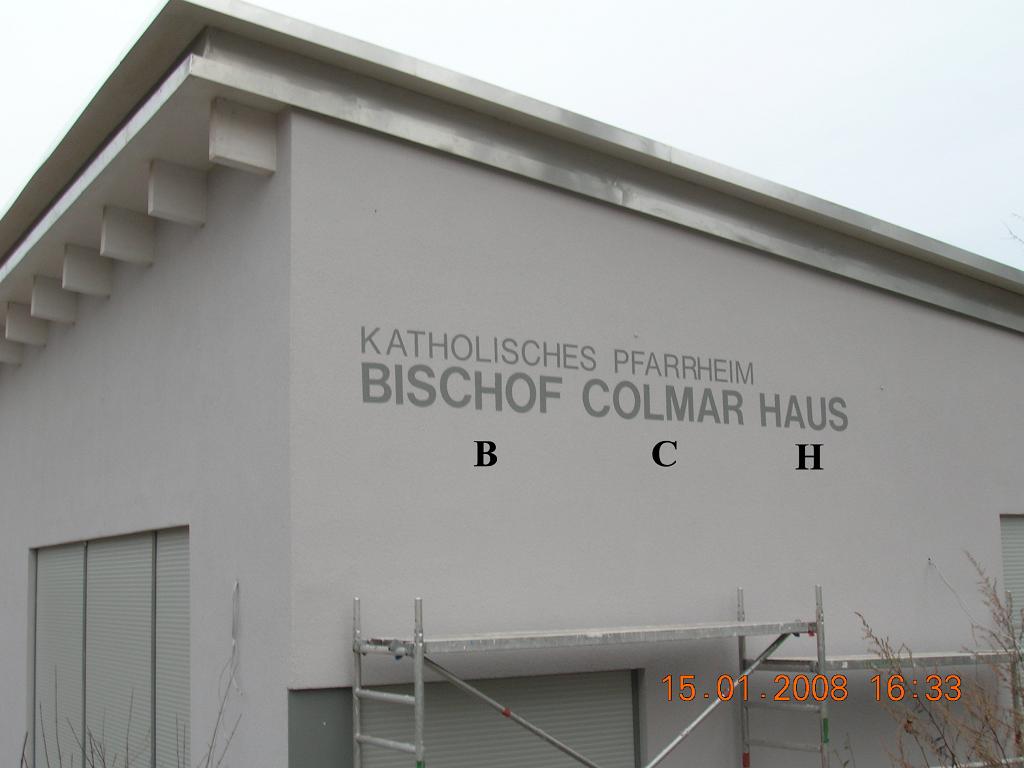 KATHOLISCHES PFARRHEIM
BISCHOF COLMAR HAUS
B C H
15.01.2008 16:33